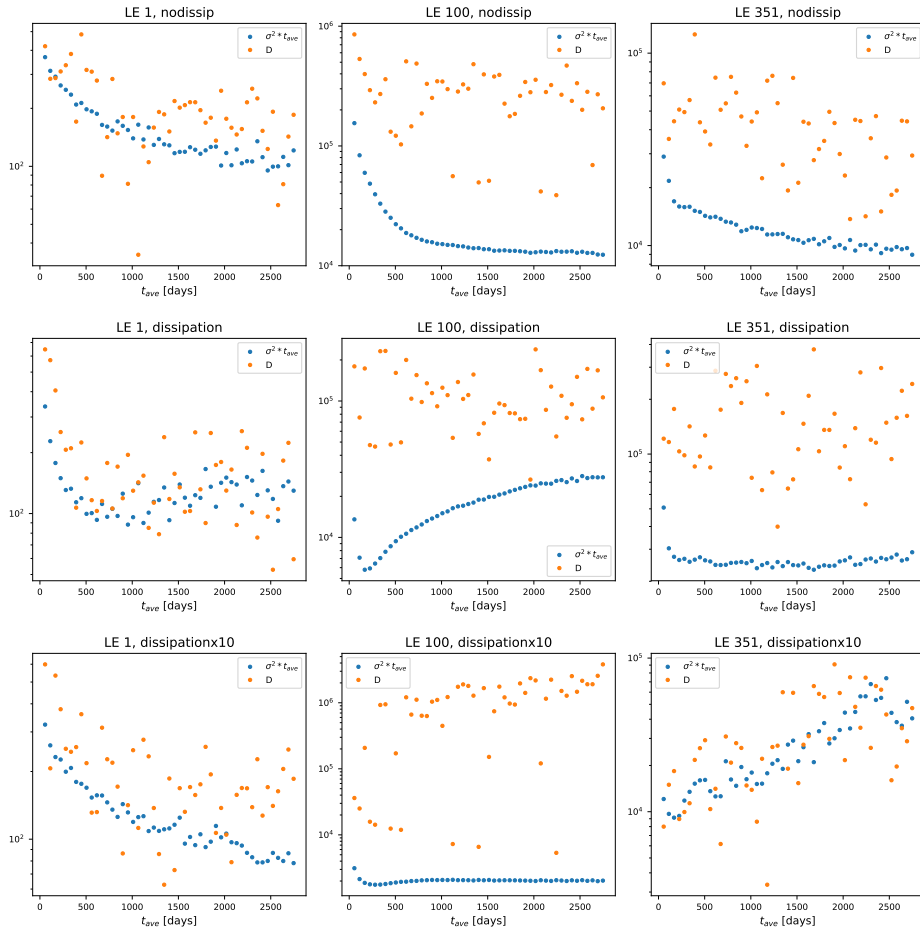 LE 1, nodissip
σ² * t_ave
D
10²
0 500 1000 1500 2000 2500
t_ave [days]
LE 100, nodissip
σ² * t_ave
D
10⁶
10⁵
10⁴
0 500 1000 1500 2000 2500
t_ave [days]
LE 351, nodissip
σ² * t_ave
D
10⁵
10⁴
0 500 1000 1500 2000 2500
t_ave [days]
LE 1, dissipation
σ² * t_ave
D
10²
0 500 1000 1500 2000 2500
t_ave [days]
LE 100, dissipation
10⁵
10⁴
σ² * t_ave
D
0 500 1000 1500 2000 2500
t_ave [days]
LE 351, dissipation
σ² * t_ave
D
10⁵
0 500 1000 1500 2000 2500
t_ave [days]
LE 1, dissipationx10
σ² * t_ave
D
10²
0 500 1000 1500 2000 2500
t_ave [days]
LE 100, dissipationx10
σ² * t_ave
D
10⁶
10⁵
10⁴
0 500 1000 1500 2000 2500
t_ave [days]
LE 351, dissipationx10
σ² * t_ave
D
10⁵
10⁴
0 500 1000 1500 2000 2500
t_ave [days]